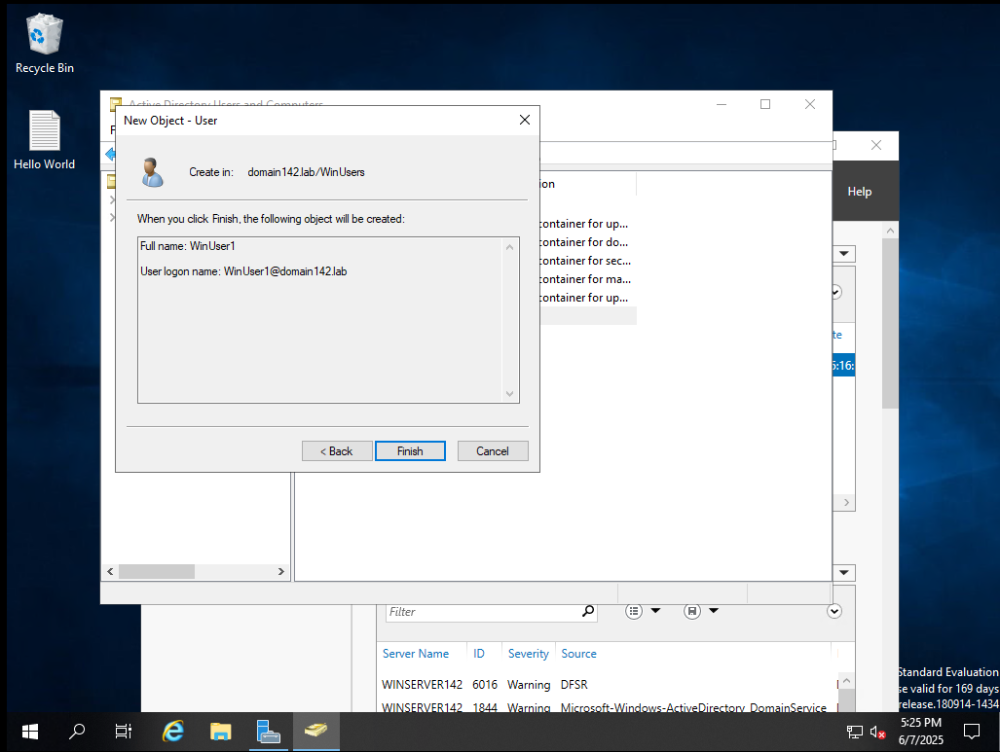 Recycle Bin
Hello World
Active Directory Users and Computers
New Object - User
Create in: domain142.lab/WinUsers
When you click Finish, the following object will be created:
Full name: WinUser1
User logon name: WinUser1@domain142.lab
< Back
Finish
Cancel
ion
container for up...
container for do...
container for sec...
container for ma...
container for up...
Help
te
5:16:
Filter
Server Name ID Severity Source
WINSERVER142 6016 Warning DFSR
WINSERVER142 1844 Warning Microsoft-Windows-ActiveDirectory_DomainService
Standard Evaluation
se valid for 169 days
release.180914-1434
5:25 PM
6/7/2025